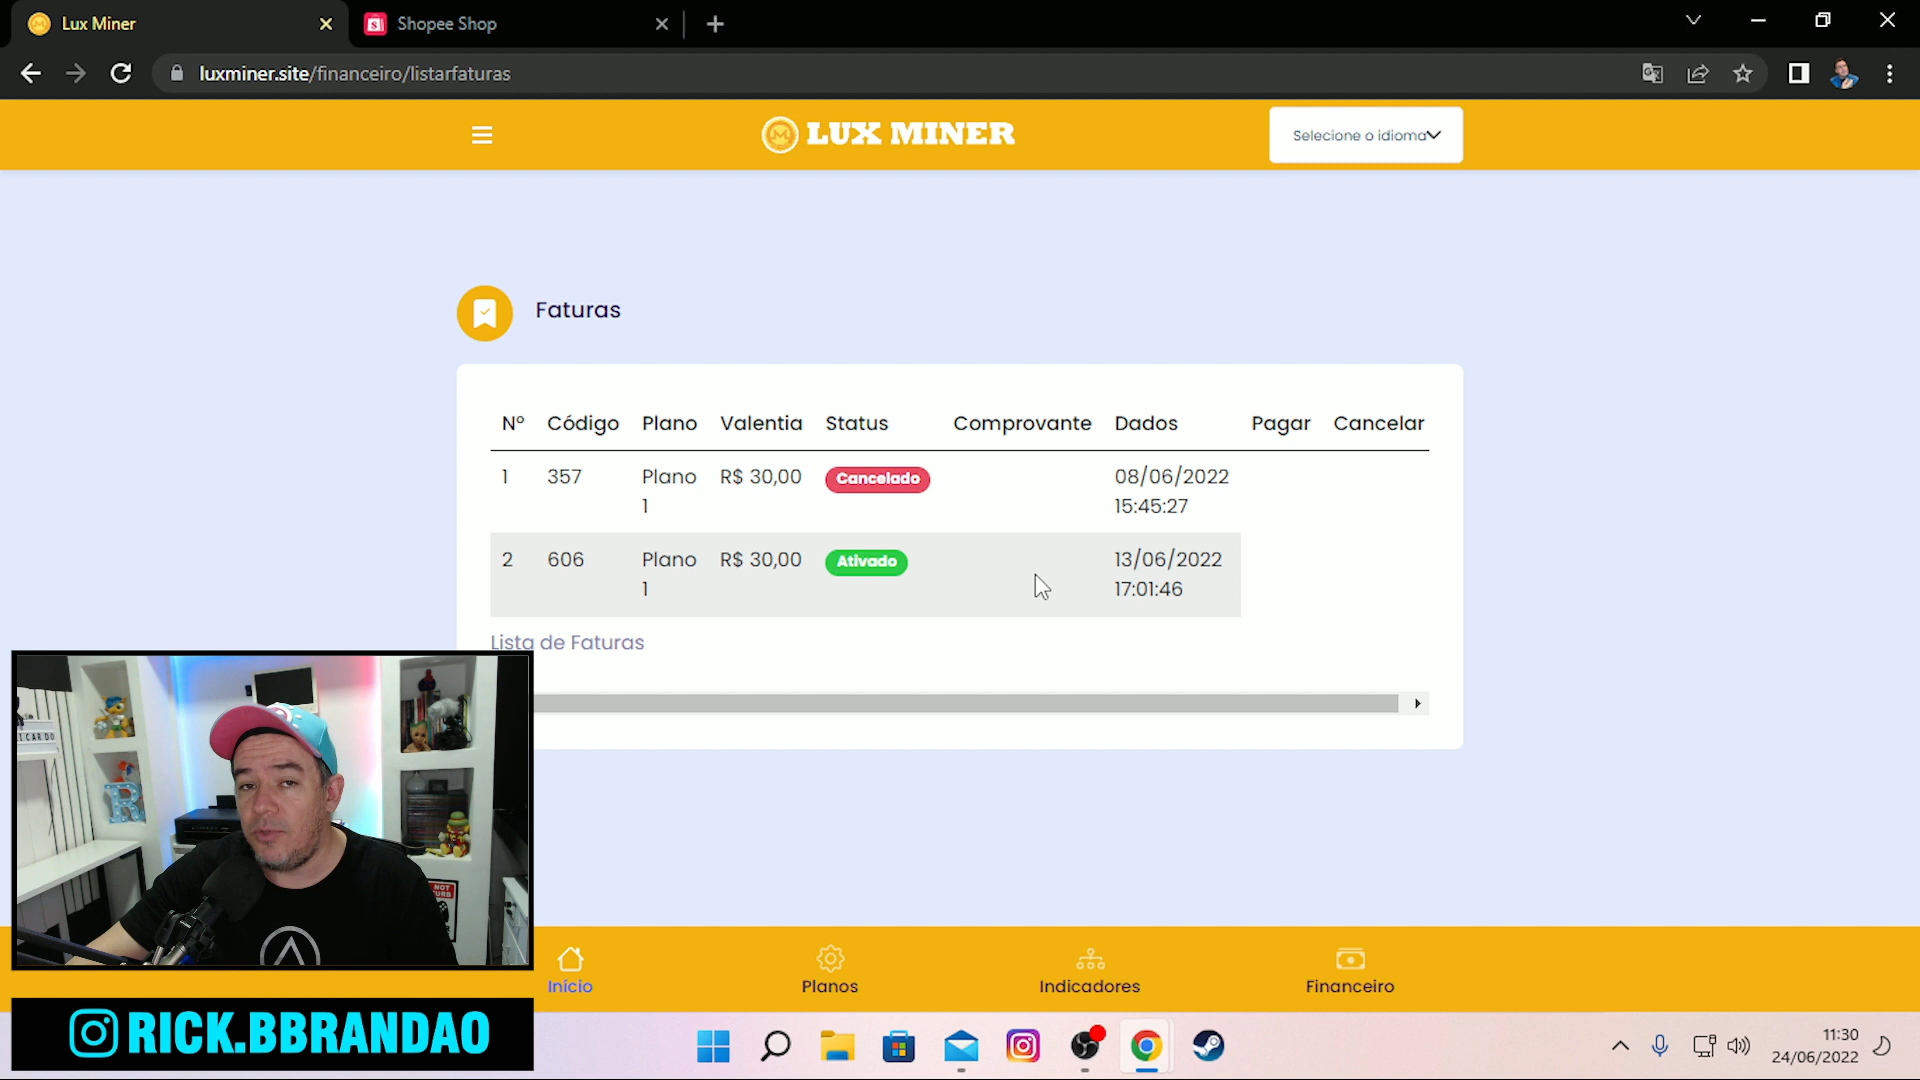 Lux Miner
Shopee Shop
luxminer.site/financeiro/listarfaturas
LUX MINER
Selecione o idioma
Faturas
Nº Código Plano Valentia Status Comprovante Dados Pagar Cancelar
1 357 Plano 1 R$ 30,00 Cancelado 08/06/2022 15:45:27
2 606 Plano 1 R$ 30,00 Ativado 13/06/2022 17:01:46
Lista de Faturas
ICARDO
R
NOT
URB
Início
Planos
Indicadores
Financeiro
RICK.BBRANDAO
11:30
24/06/2022